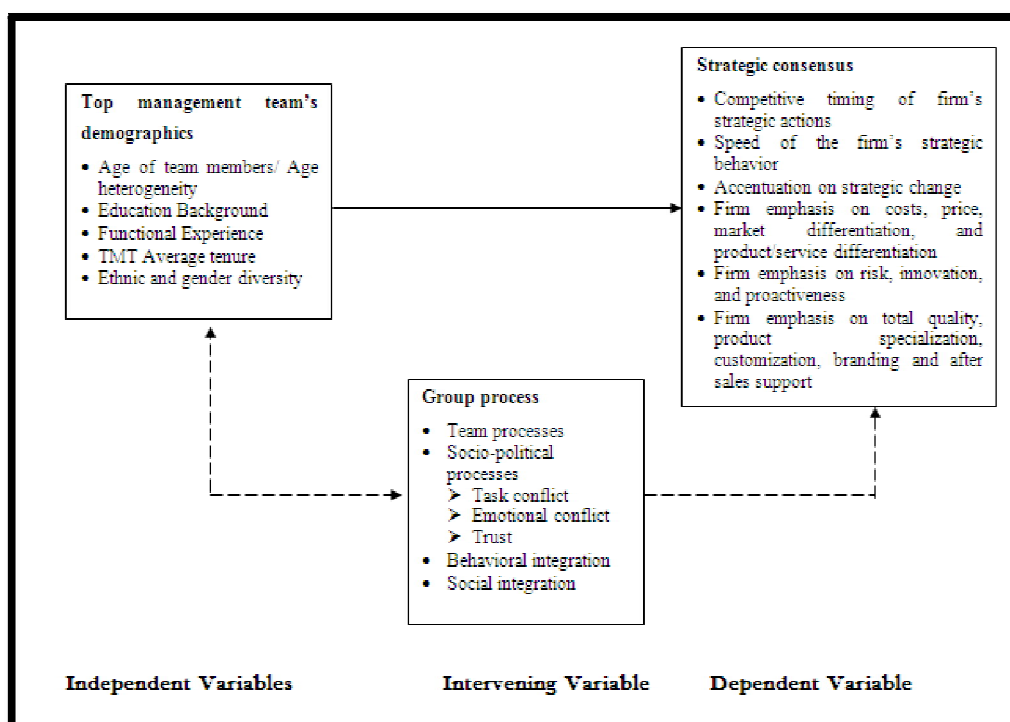 Top management team's
demographics
• Age of team members/ Age
heterogeneity
• Education Background
• Functional Experience
• TMT Average tenure
• Ethnic and gender diversity
Group process
• Team processes
• Socio-political
processes
➢ Task conflict
➢ Emotional conflict
➢ Trust
• Behavioral integration
• Social integration
Strategic consensus
• Competitive timing of firm's
strategic actions
• Speed of the firm's strategic
behavior
• Accentuation on strategic change
• Firm emphasis on costs, price,
market differentiation, and
product/service differentiation
• Firm emphasis on risk, innovation,
and proactiveness
• Firm emphasis on total quality,
product specialization,
customization, branding and after
sales support
Independent Variables
Intervening Variable
Dependent Variable